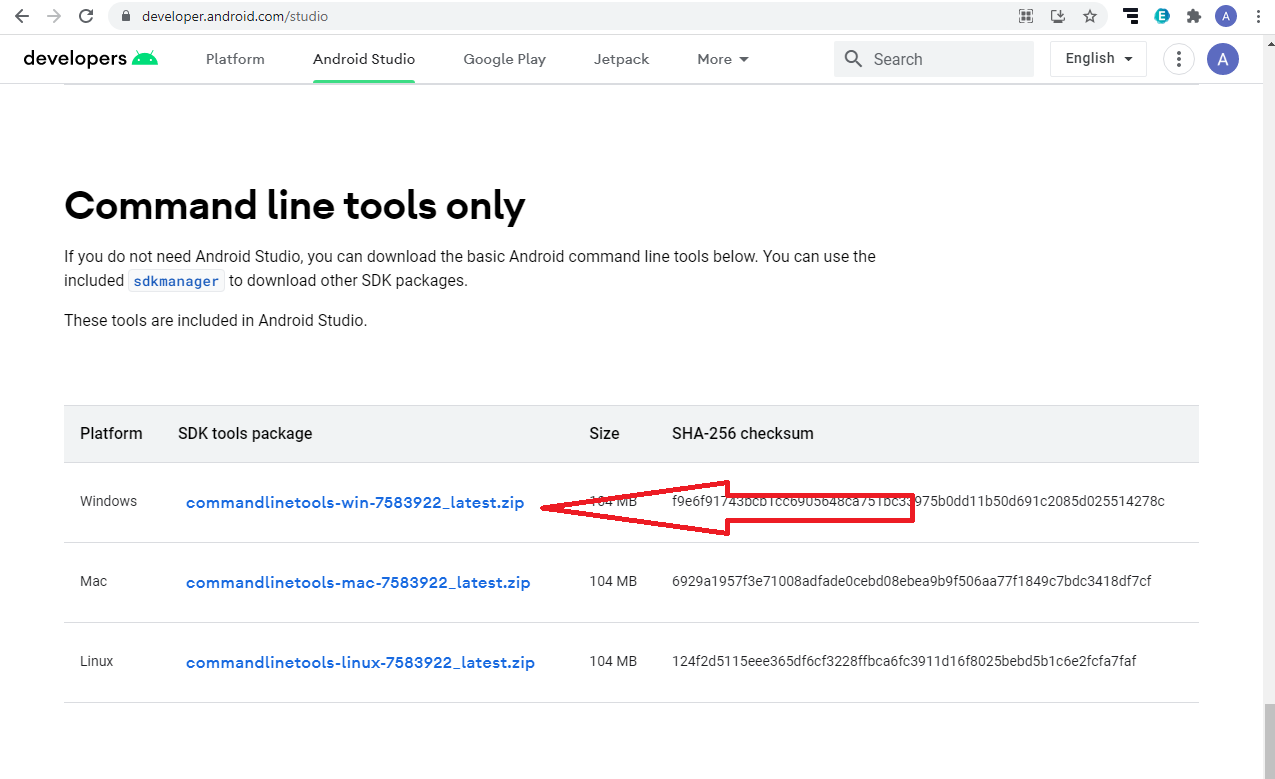 developer.android.com/studio
E
A
developers
Platform
Android Studio
Google Play
Jetpack
More
Search
English
A
Command line tools only
If you do not need Android Studio, you can download the basic Android command line tools below. You can use the
included sdkmanager to download other SDK packages.
These tools are included in Android Studio.
Platform SDK tools package Size SHA-256 checksum
Windows commandlinetools-win-7583922_latest.zip 104 MB f9e6f91743bcb1cc6905648ca751bc33975b0dd11b50d691c2085d025514278c
Mac commandlinetools-mac-7583922_latest.zip 104 MB 6929a1957f3e71008adfade0cebd08ebea9b9f506aa77f1849c7bdc3418df7cf
Linux commandlinetools-linux-7583922_latest.zip 104 MB 124f2d5115eee365df6cf3228ffbca6fc3911d16f8025bebd5b1c6e2fcfa7faf